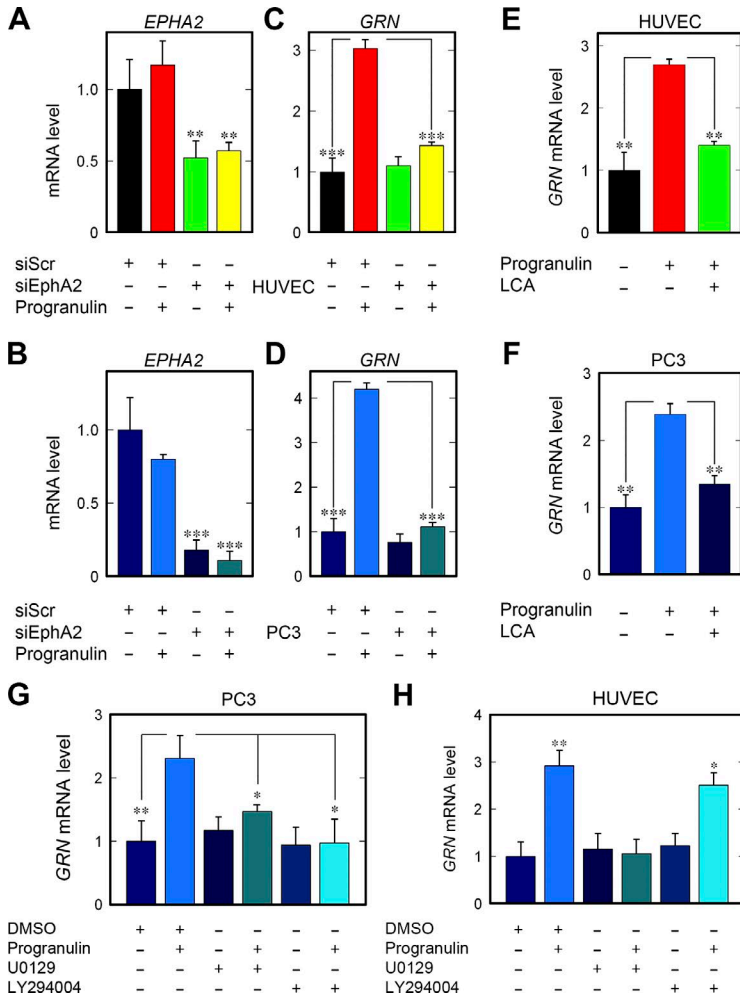 A
EPHA2
mRNA level
1.0
0.5
0
** **
siScr + + – –
siEphA2 – – + +
Progranulin – + – +
C
GRN
3
2
1
0
*** ***
+ + – –
HUVEC – – + +
– + – +
E
HUVEC
GRN mRNA level
3
2
1
0
** **
Progranulin – + +
LCA – – +
B
EPHA2
mRNA level
1.0
0.5
0
*** ***
siScr + + – –
siEphA2 – – + +
Progranulin – + – +
D
GRN
4
3
2
1
0
*** ***
+ + – –
PC3 – – + +
– + – +
F
PC3
GRN mRNA level
3
2
1
0
** **
Progranulin – + +
LCA – – +
G
PC3
GRN mRNA level
3
2
1
0
** * *
DMSO + + – – – –
Progranulin – + – + – +
U0129 – – + + – –
LY294004 – – – – + +
H
HUVEC
GRN mRNA level
4
3
2
1
0
** *
DMSO + + – – – –
Progranulin – + – + – +
U0129 – – + + – –
LY294004 – – – – + +